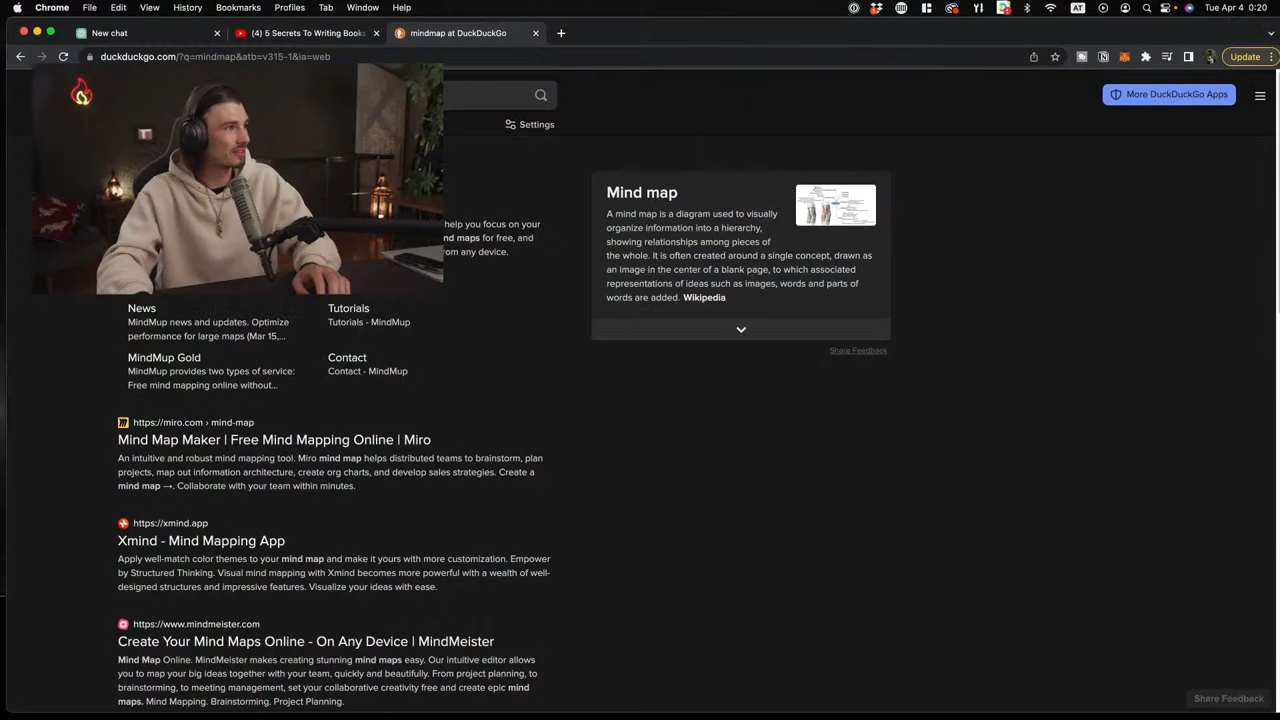 Chrome File Edit View History Bookmarks Profiles Tab Window Help
AT
Tue Apr 4 0:20
New chat
(4) 5 Secrets To Writing Books
mindmap at DuckDuckGo
duckduckgo.com/?q=mindmap&atb=v315-1&ia=web
Update
More DuckDuckGo Apps
Settings
help you focus on your
nd maps for free, and
om any device.
News
MindMup news and updates. Optimize
performance for large maps (Mar 15,...
Tutorials
Tutorials - MindMup
MindMup Gold
MindMup provides two types of service:
Free mind mapping online without...
Contact
Contact - MindMup
https://miro.com › mind-map
Mind Map Maker | Free Mind Mapping Online | Miro
An intuitive and robust mind mapping tool. Miro mind map helps distributed teams to brainstorm, plan
projects, map out information architecture, create org charts, and develop sales strategies. Create a
mind map →. Collaborate with your team within minutes.
https://xmind.app
Xmind - Mind Mapping App
Apply well-match color themes to your mind map and make it yours with more customization. Empower
by Structured Thinking. Visual mind mapping with Xmind becomes more powerful with a wealth of well-
designed structures and impressive features. Visualize your ideas with ease.
https://www.mindmeister.com
Create Your Mind Maps Online - On Any Device | MindMeister
Mind Map Online. MindMeister makes creating stunning mind maps easy. Our intuitive editor allows
you to map your big ideas together with your team, quickly and beautifully. From project planning, to
brainstorming, to meeting management, set your collaborative creativity free and create epic mind
maps. Mind Mapping. Brainstorming. Project Planning.
Mind map
A mind map is a diagram used to visually
organize information into a hierarchy,
showing relationships among pieces of
the whole. It is often created around a single concept, drawn as
an image in the center of a blank page, to which associated
representations of ideas such as images, words and parts of
words are added. Wikipedia
Share Feedback
Share Feedback